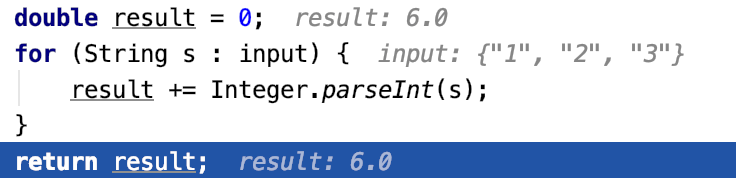 double result = 0;  result: 6.0
for (String s : input) {  input: {"1", "2", "3"}
    result += Integer.parseInt(s);
}
return result;  result: 6.0